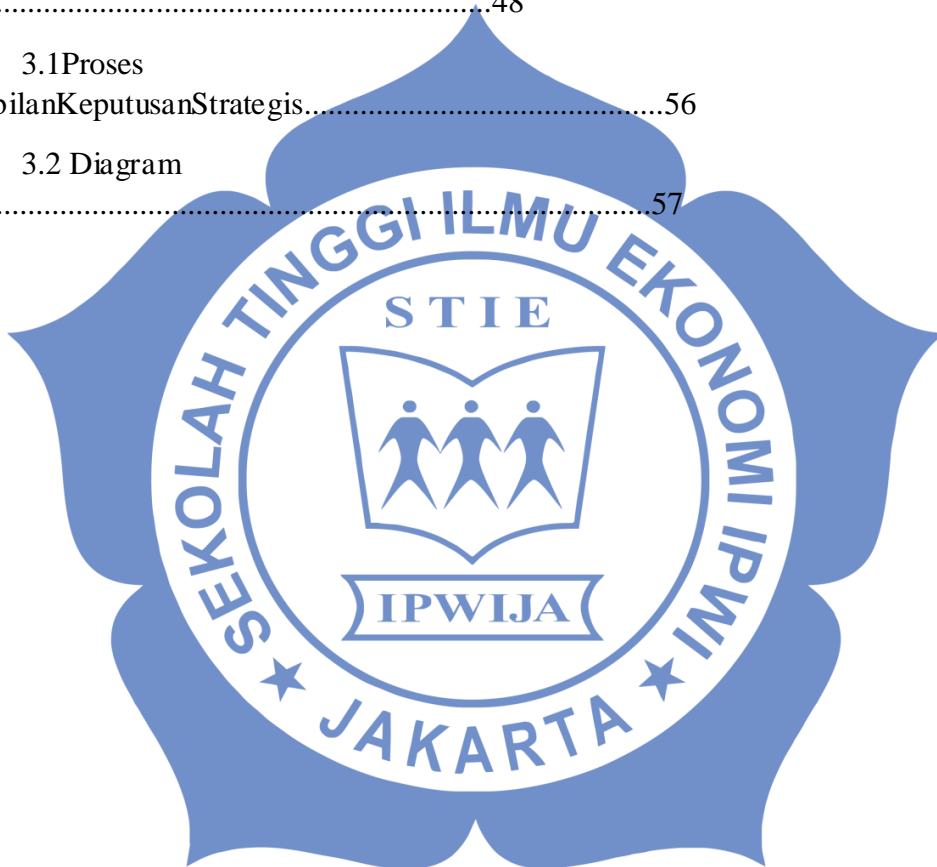 ....................................................48
3.1Proses
bilanKeputusanStrategis.......................................56
3.2 Diagram
......................................................................57
SEKOLAH TINGGI ILMU EKONOMI IPWI
STIE
IPWIJA
★ JAKARTA ★